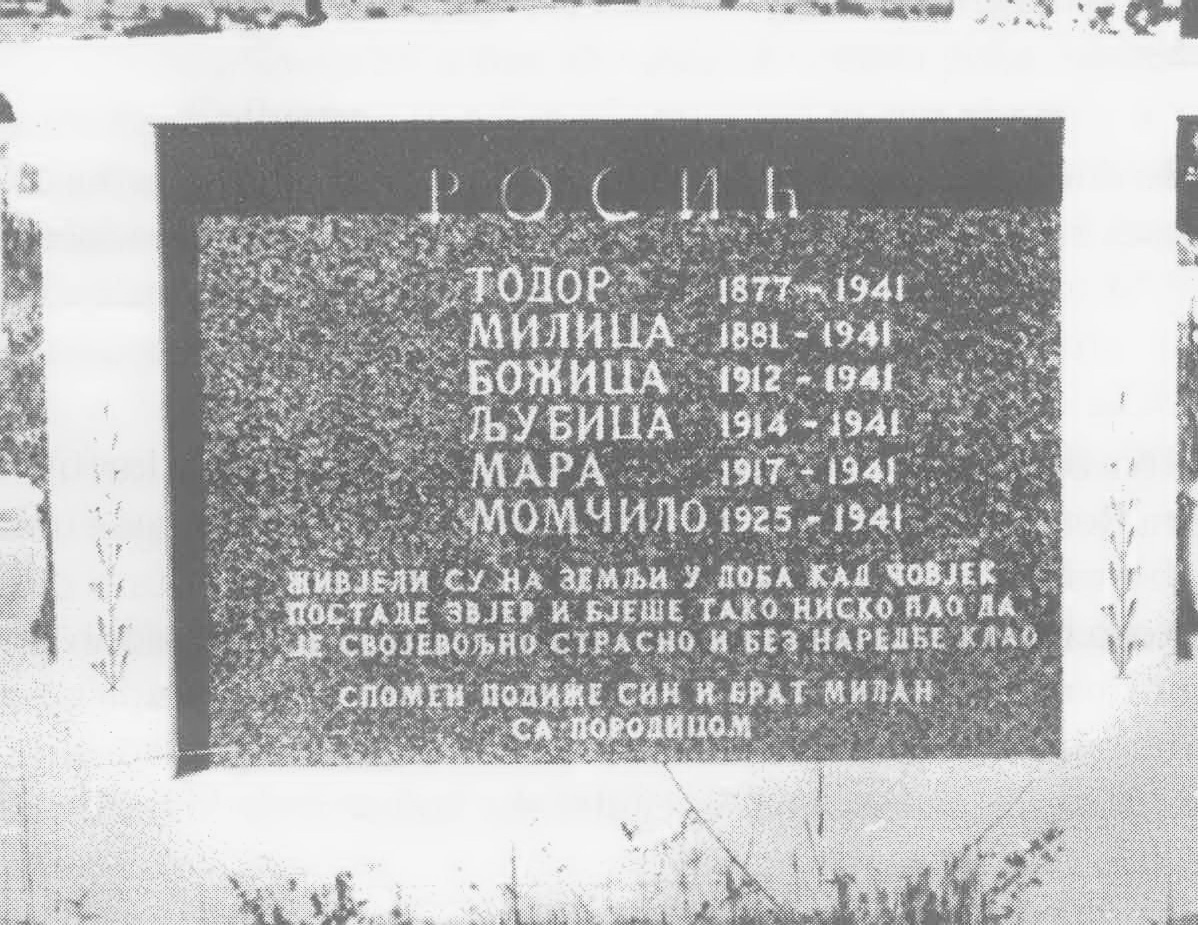 РОСИЋ
ТОДОР 1877 - 1941
МИЛИЦА 1881 - 1941
БОЖИЦА 1912 - 1941
ЉУБИЦА 1914 - 1941
МАРА 1917 - 1941
МОМЧИЛО 1925 - 1941
ЖИВЈЕЛИ СУ НА ЗЕМЉИ У ДОБА КАД ЧОВЈЕК
ПОСТАДЕ ЗВЈЕР И БЈЕШЕ ТАКО НИСКО ПАО ДА
ЈЕ СВОЈЕВОЉНО СТРАСНО И БЕЗ НАРЕДБЕ КЛАО
СПОМЕН ПОДИЖЕ СИН И БРАТ МИЛАН
СА ПОРОДИЦОМ